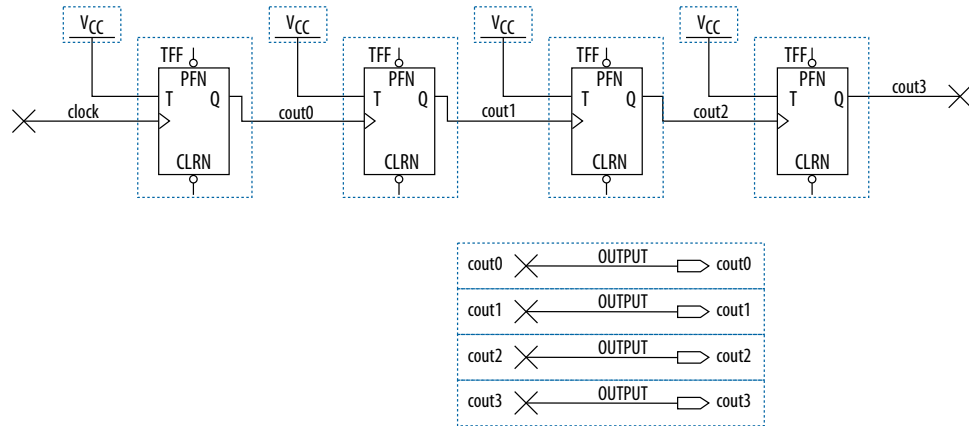 VCC VCC VCC VCC
TFF TFF TFF TFF
PFN PFN PFN PFN
T Q T Q T Q T Q cout3
clock cout0 cout1 cout2
CLRN CLRN CLRN CLRN
cout0 OUTPUT cout0
cout1 OUTPUT cout1
cout2 OUTPUT cout2
cout3 OUTPUT cout3